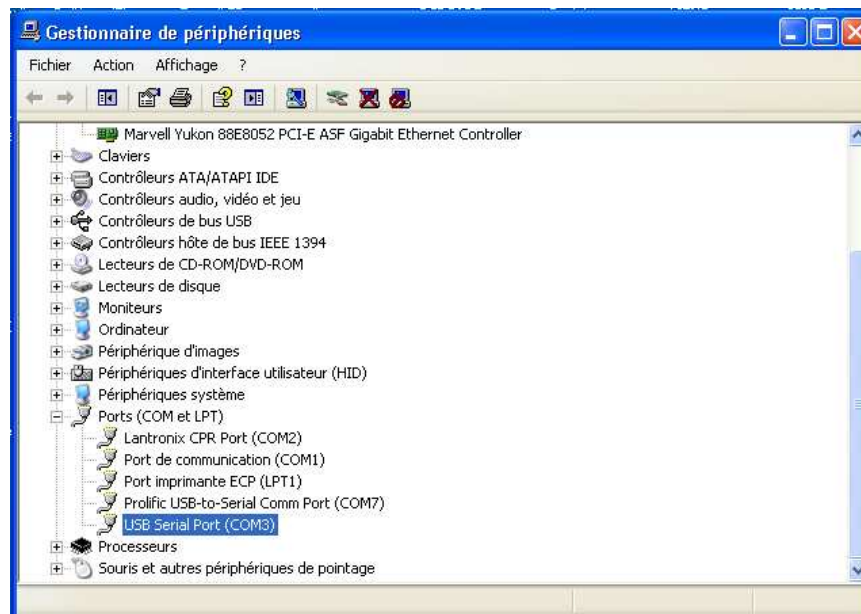 Gestionnaire de périphériques
Fichier Action Affichage ?
Marvell Yukon 88E8052 PCI-E ASF Gigabit Ethernet Controller
Claviers
Contrôleurs ATA/ATAPI IDE
Contrôleurs audio, vidéo et jeu
Contrôleurs de bus USB
Contrôleurs hôte de bus IEEE 1394
Lecteurs de CD-ROM/DVD-ROM
Lecteurs de disque
Moniteurs
Ordinateur
Périphérique d'images
Périphériques d'interface utilisateur (HID)
Périphériques système
Ports (COM et LPT)
Lantronix CPR Port (COM2)
Port de communication (COM1)
Port imprimante ECP (LPT1)
Prolific USB-to-Serial Comm Port (COM7)
USB Serial Port (COM3)
Processeurs
Souris et autres périphériques de pointage